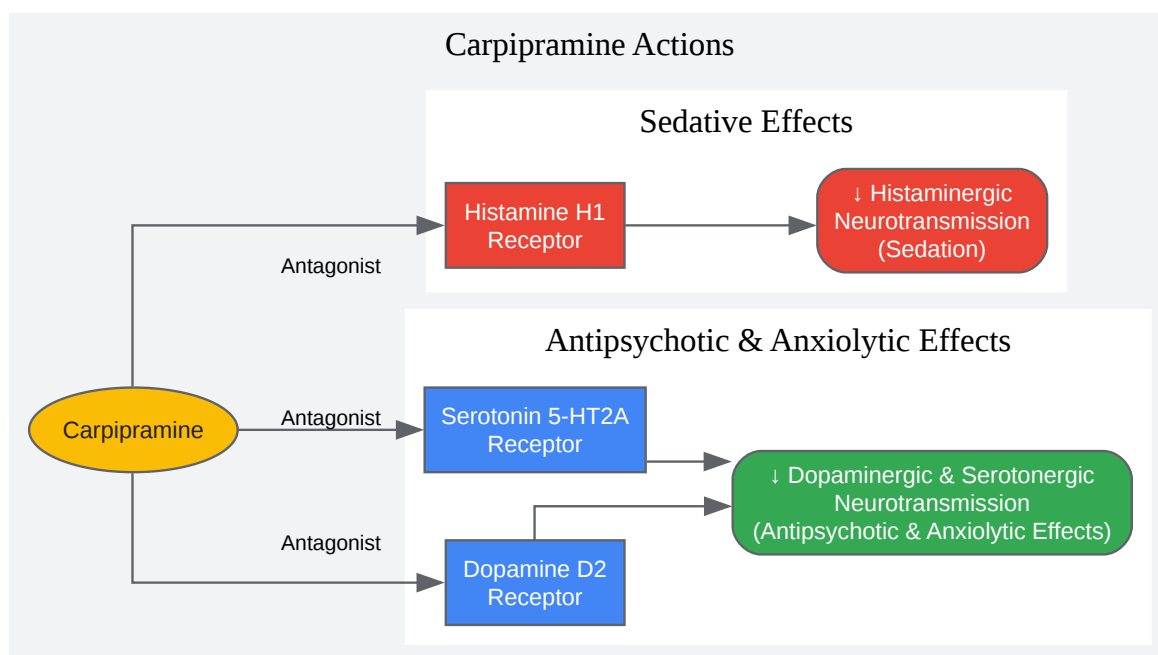 Carpipramine Actions
Sedative Effects
Histamine H1
Receptor
↓ Histaminergic
Neurotransmission
(Sedation)
Antagonist
Antipsychotic & Anxiolytic Effects
Carpipramine
Antagonist
Serotonin 5-HT2A
Receptor
↓ Dopaminergic & Serotonergic
Neurotransmission
(Antipsychotic & Anxiolytic Effects)
Antagonist
Dopamine D2
Receptor